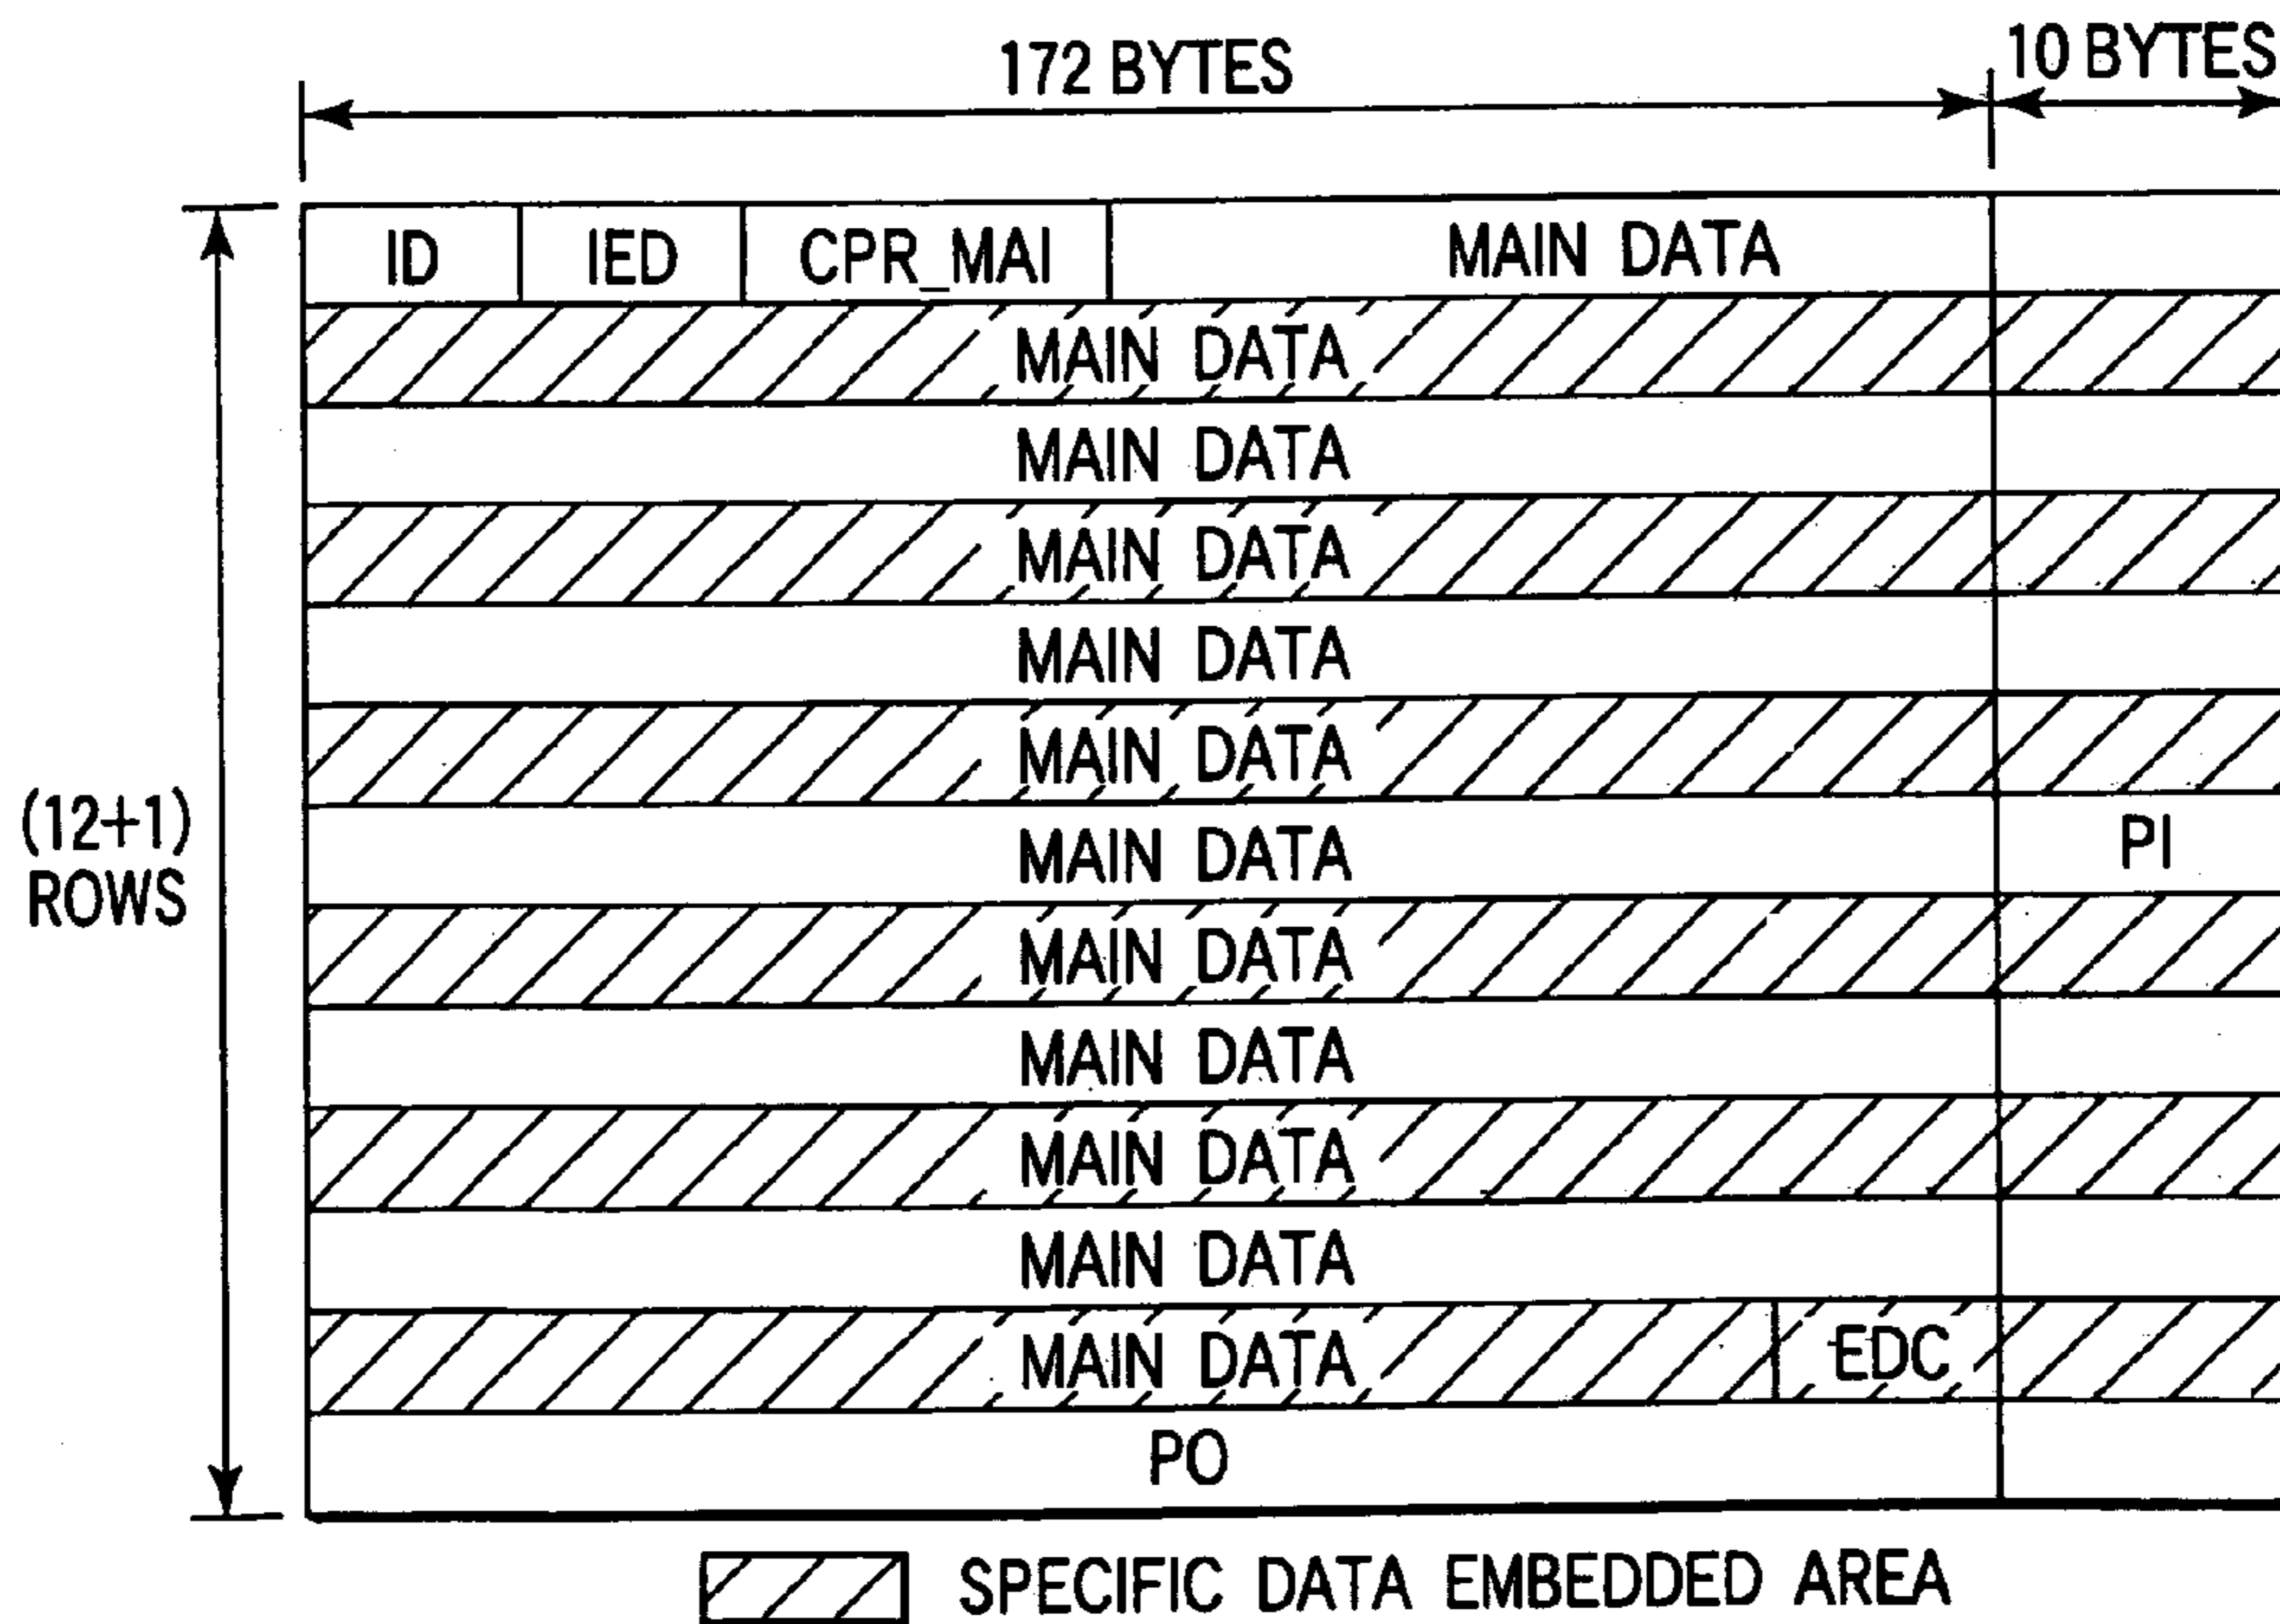 172 BYTES 10 BYTES
ID IED CPR_MAI MAIN DATA
MAIN DATA
MAIN DATA
MAIN DATA
MAIN DATA
MAIN DATA
(12+1)
ROWS
MAIN DATA PI
MAIN DATA
MAIN DATA
MAIN DATA
MAIN DATA
MAIN DATA EDC
PO
SPECIFIC DATA EMBEDDED AREA